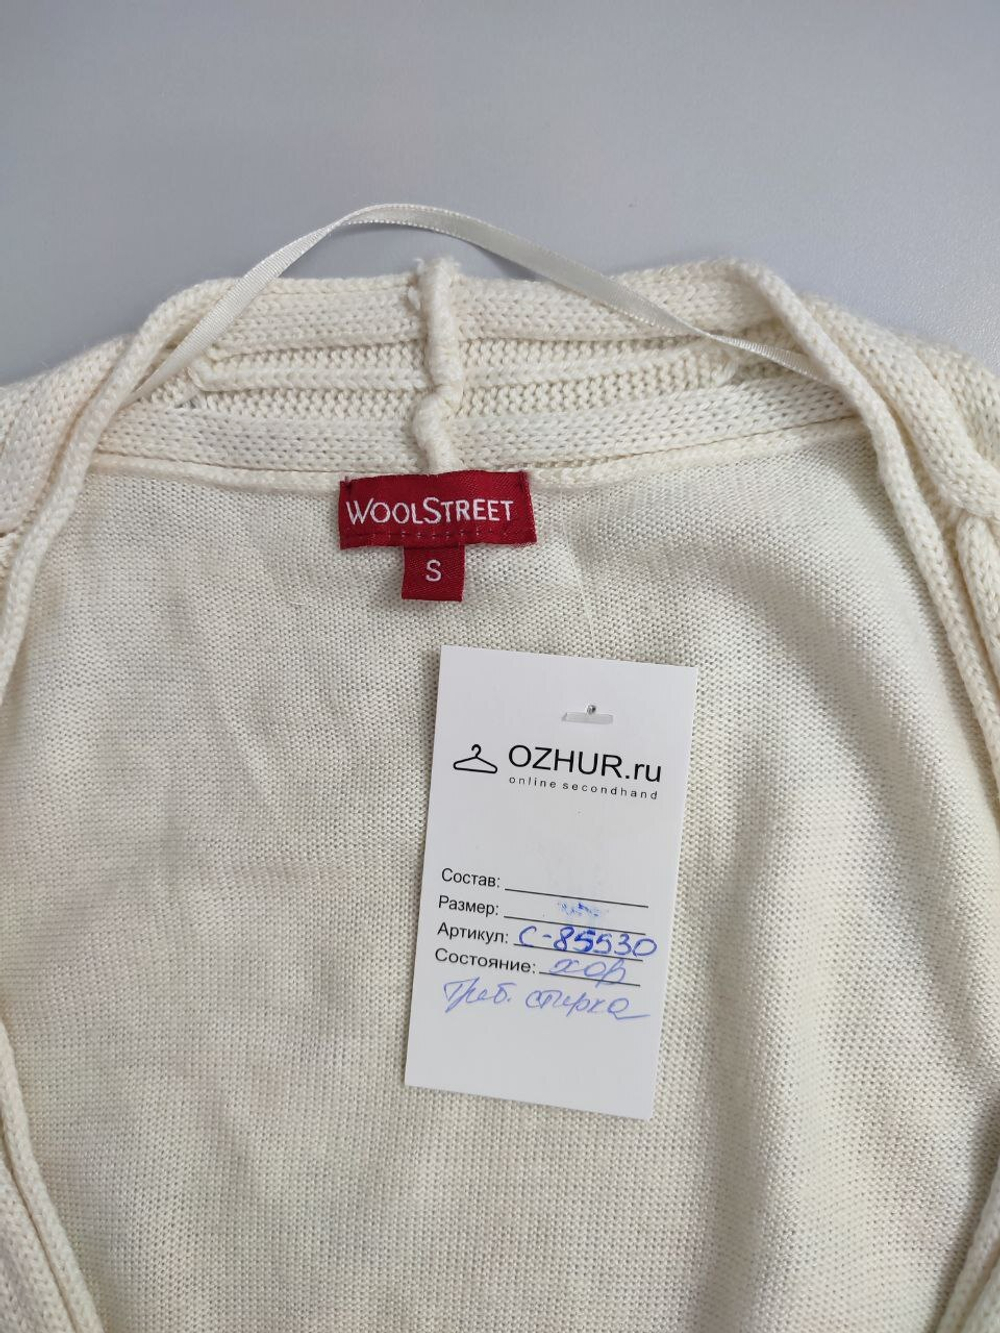 WOOLSTREET
S
OZHUR.ru
online secondhand
Состав:
Размер:
Артикул: С-85530
Состояние: хор
треб. стирка